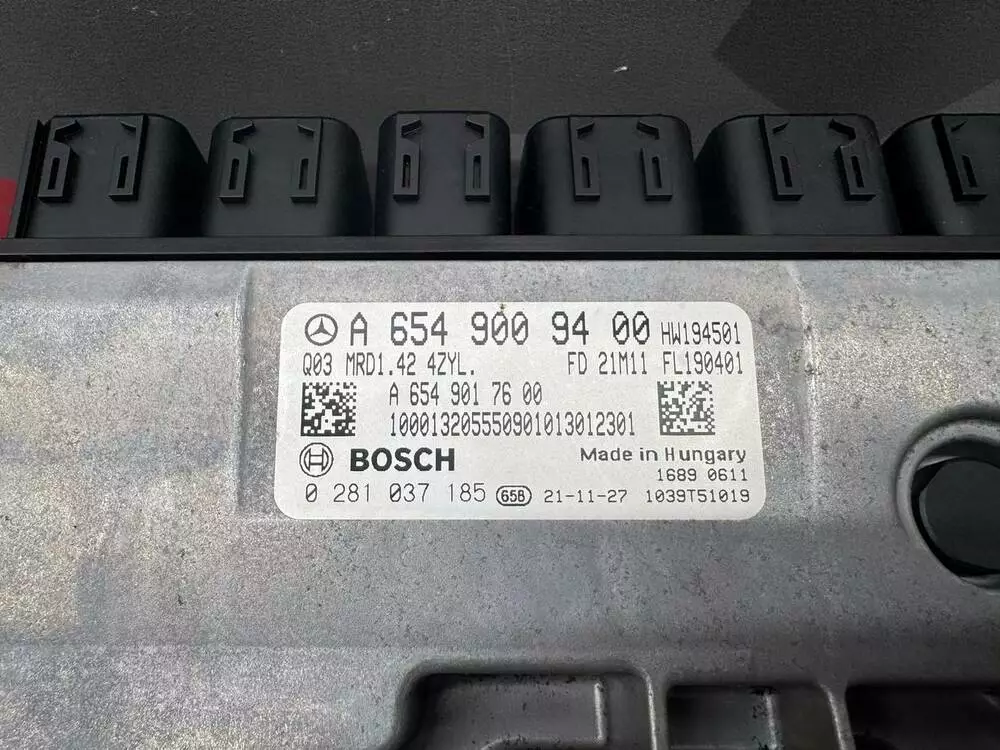 A 654 900 94 00 HW194501
Q03 MRD1.42 4ZYL. FD 21M11 FL190401
A 654 901 76 00
10001320555090101301​2301
BOSCH Made in Hungary
1689 0611
0 281 037 185 G5B 21-11-27 1039T51019